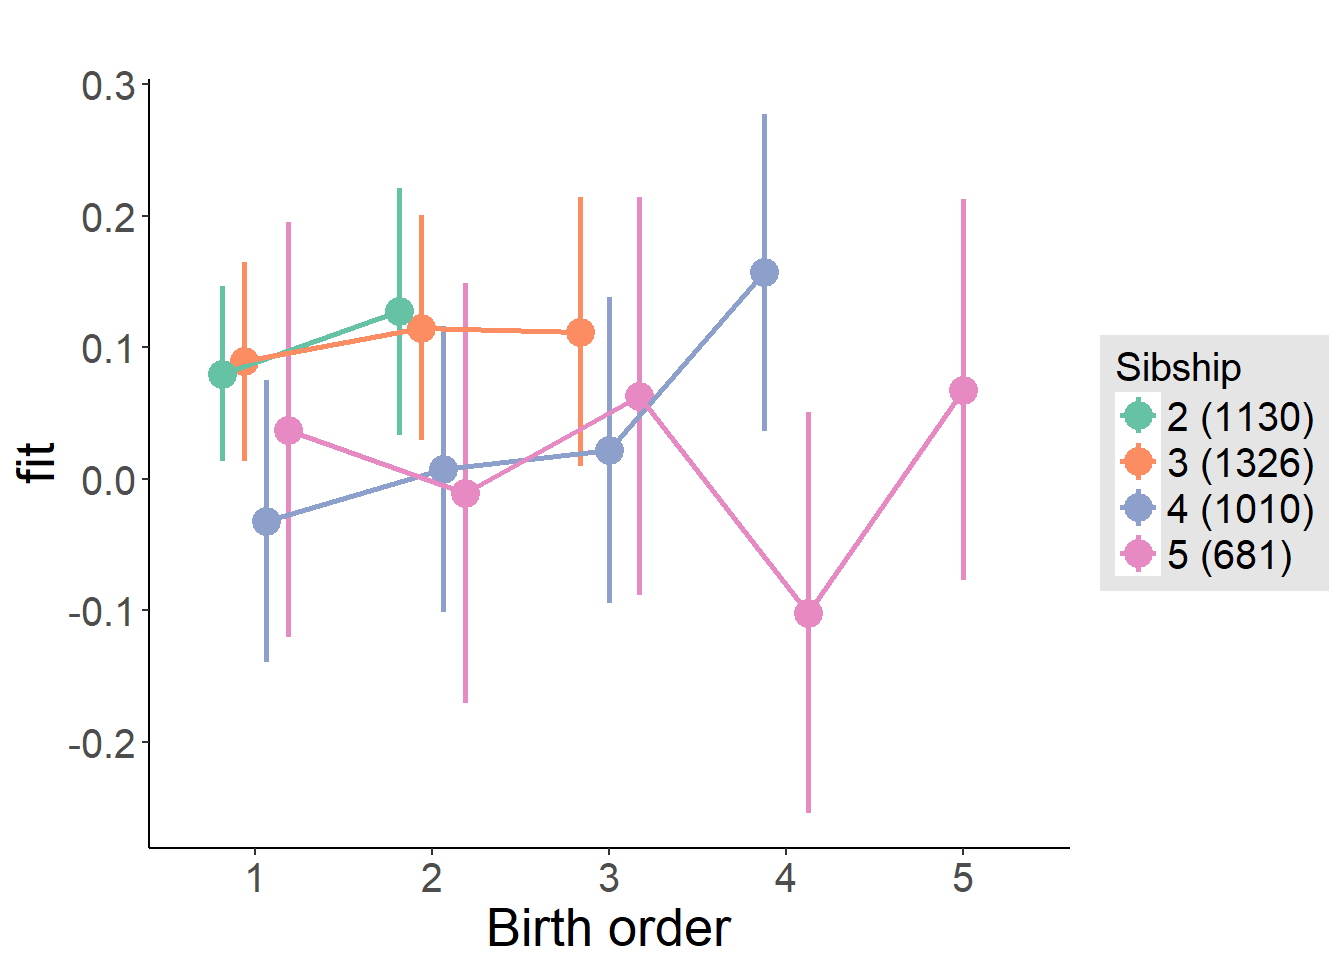 0.3
0.2
0.1
0.0
-0.1
-0.2
fit
1 2 3 4 5
Birth order
Sibship
2 (1130)
3 (1326)
4 (1010)
5 (681)